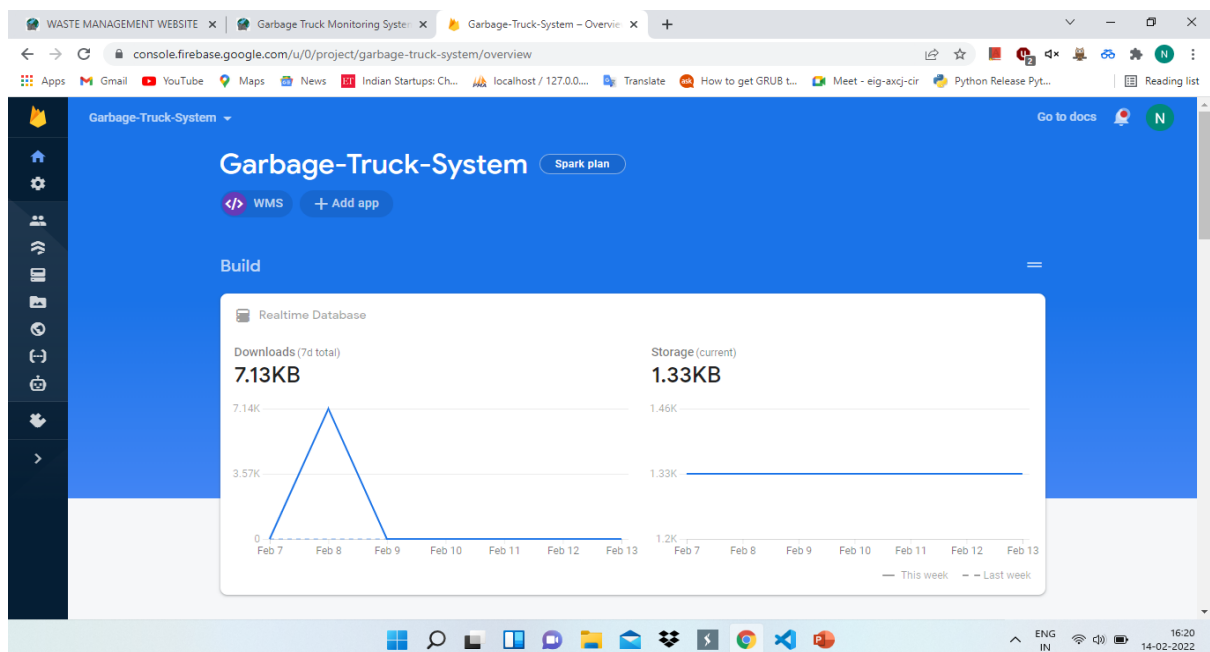 WASTE MANAGEMENT WEBSITE
Garbage Truck Monitoring System
Garbage-Truck-System – Overvie
console.firebase.google.com/u/0/project/garbage-truck-system/overview
Apps Gmail YouTube Maps News ET Indian Startups: Ch... localhost / 127.0.0.... Translate ask How to get GRUB t... Meet - eig-axcj-cir Python Release Pyt... Reading list
2
N
Garbage-Truck-System
Go to docs
N
Garbage-Truck-System Spark plan
</> WMS + Add app
Build
Realtime Database
Downloads (7d total)
7.13KB
7.14K
3.57K
0
Feb 7 Feb 8 Feb 9 Feb 10 Feb 11 Feb 12 Feb 13
Storage (current)
1.33KB
1.46K
1.33K
1.2K
Feb 7 Feb 8 Feb 9 Feb 10 Feb 11 Feb 12 Feb 13
This week Last week
ENG
IN
16:20
14-02-2022